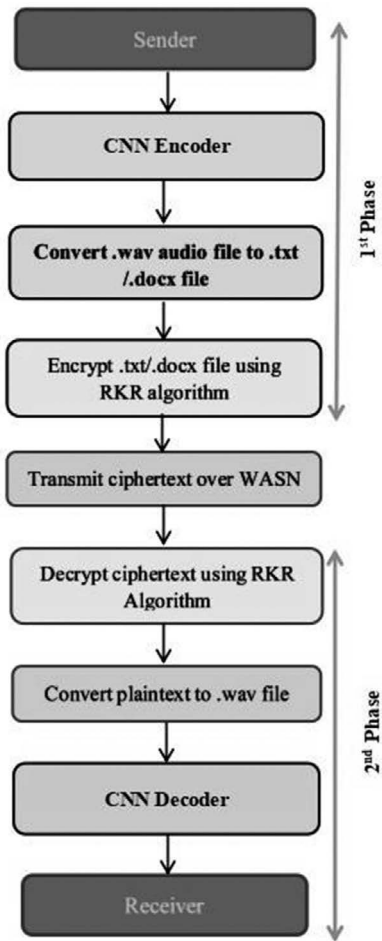 Sender
CNN Encoder
Convert .wav audio file to .txt
/.docx file
Encrypt .txt/.docx file using
RKR algorithm
1st Phase
Transmit ciphertext over WASN
Decrypt ciphertext using RKR
Algorithm
Convert plaintext to .wav file
CNN Decoder
Receiver
2nd Phase